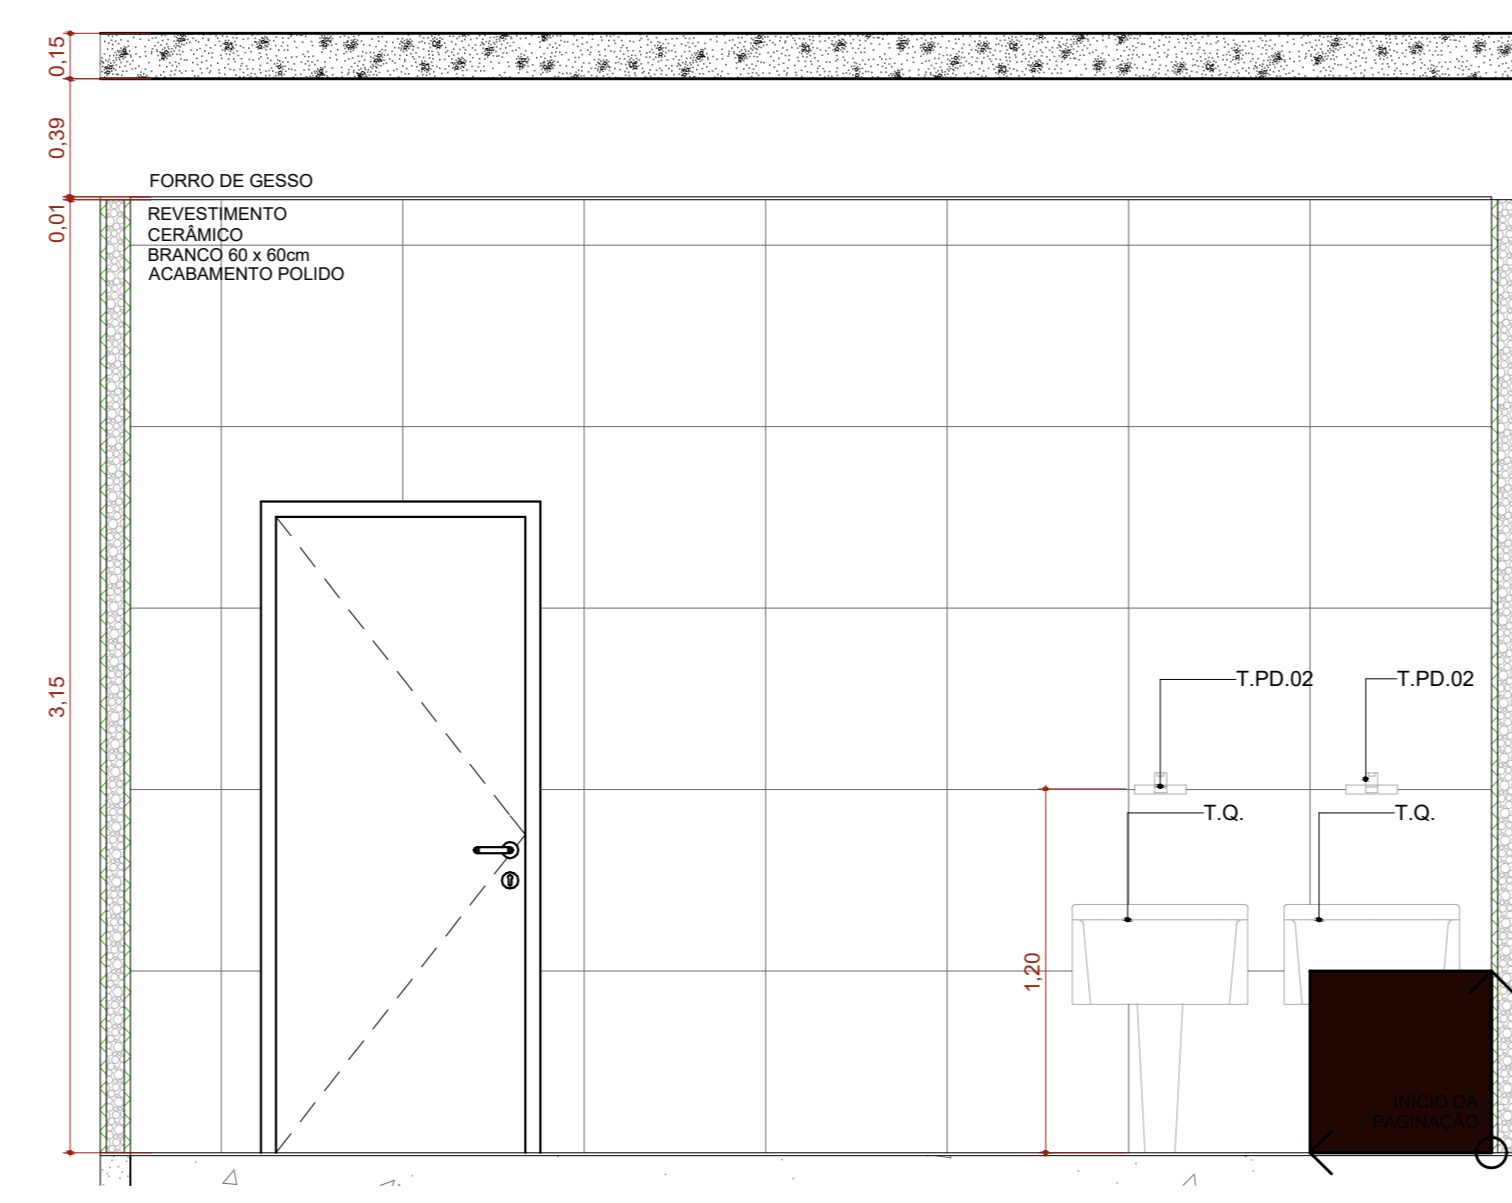 0,15
0,39
FORRO DE GESSO
0,01
REVESTIMENTO
CERÂMICO
BRANCO 60 x 60cm
ACABAMENTO POLIDO
3,15
T.PD.02
T.PD.02
T.Q.
T.Q.
1,20
INÍCIO DA
PAGINAÇÃO